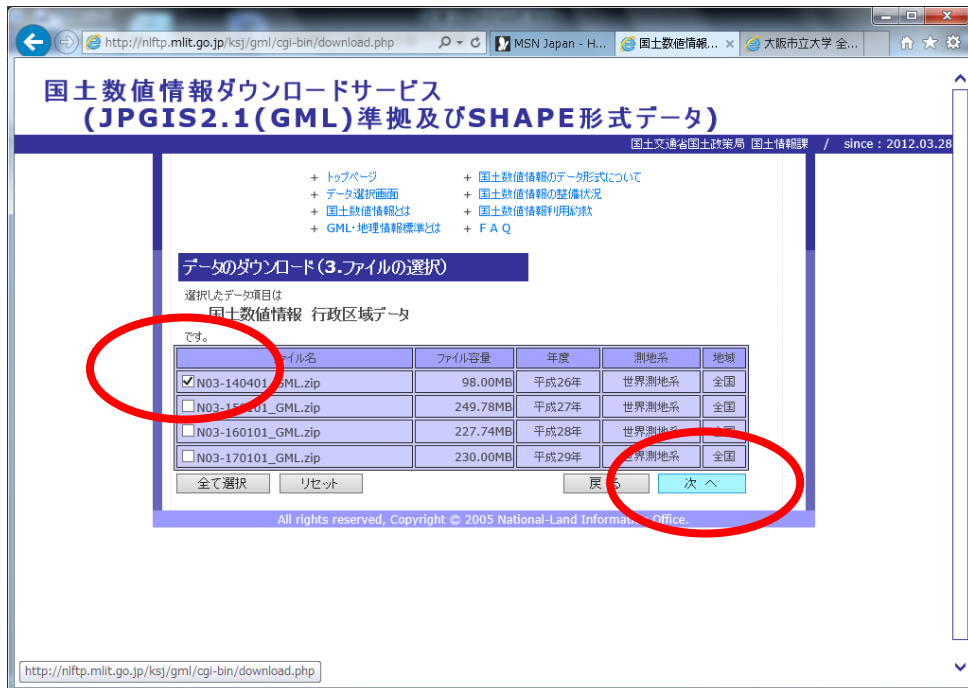 http://nlftp.mlit.go.jp/ksj/gml/cgi-bin/download.php
MSN Japan - H...
国土数値情報...
大阪市立大学 全...
国土数値情報ダウンロードサービス
(JPGIS2.1(GML)準拠及びSHAPE形式データ)
国土交通省国土政策局 国土情報課 / since : 2012.03.28
+ トップページ
+ 国土数値情報のデータ形式について
+ データ選択画面
+ 国土数値情報の整備状況
+ 国土数値情報とは
+ 国土数値情報利用約款
+ GML・地理情報標準とは
+ F A Q
データのダウンロード(3.ファイルの選択)
選択したデータ項目は
国土数値情報 行政区域データ
です。
ファイル名 ファイル容量 年度 測地系 地域
N03-140401_GML.zip 98.00MB 平成26年 世界測地系 全国
N03-150101_GML.zip 249.78MB 平成27年 世界測地系 全国
N03-160101_GML.zip 227.74MB 平成28年 世界測地系 全国
N03-170101_GML.zip 230.00MB 平成29年 世界測地系 全国
全て選択 リセット 戻る 次 へ
All rights reserved, Copyright © 2005 National-Land Information Office.
http://nlftp.mlit.go.jp/ksj/gml/cgi-bin/download.php